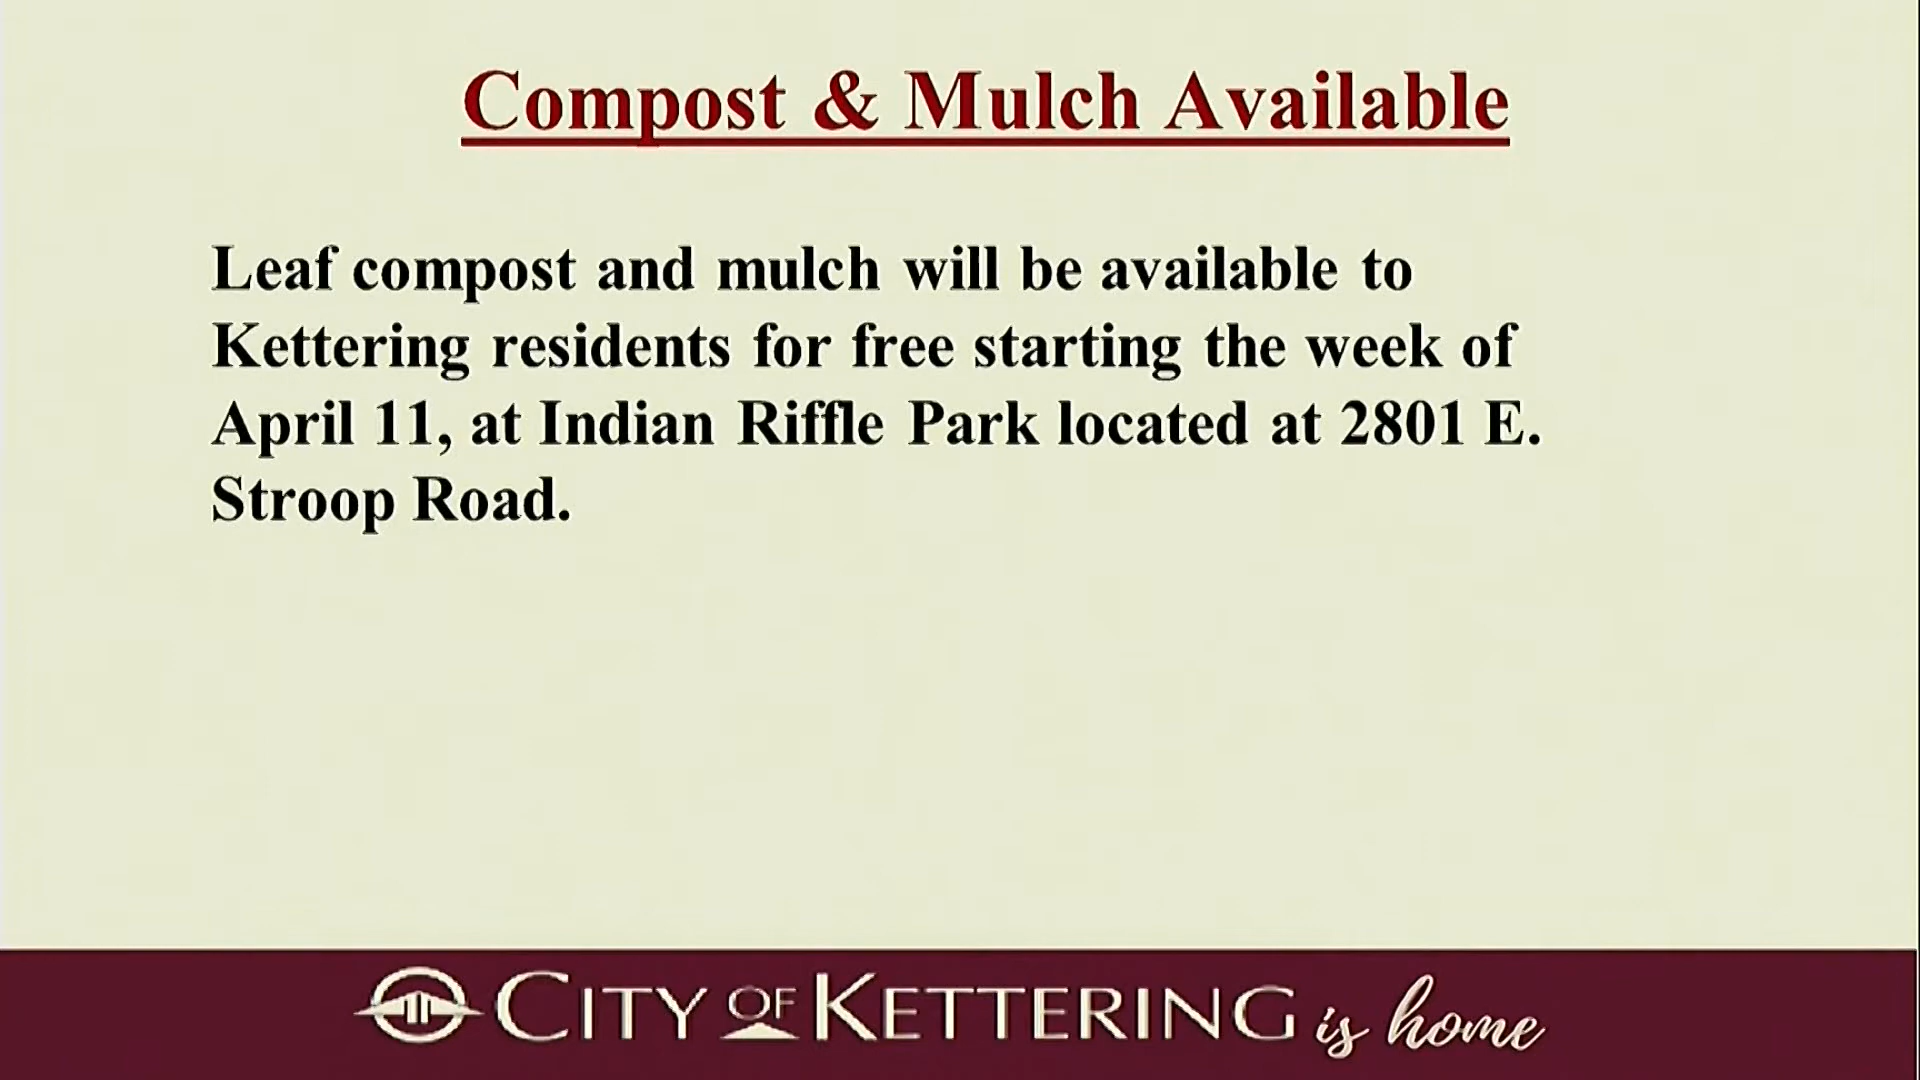 Compost & Mulch Available
Leaf compost and mulch will be available to
Kettering residents for free starting the week of
April 11, at Indian Riffle Park located at 2801 E.
Stroop Road.
CITY OF KETTERING is home